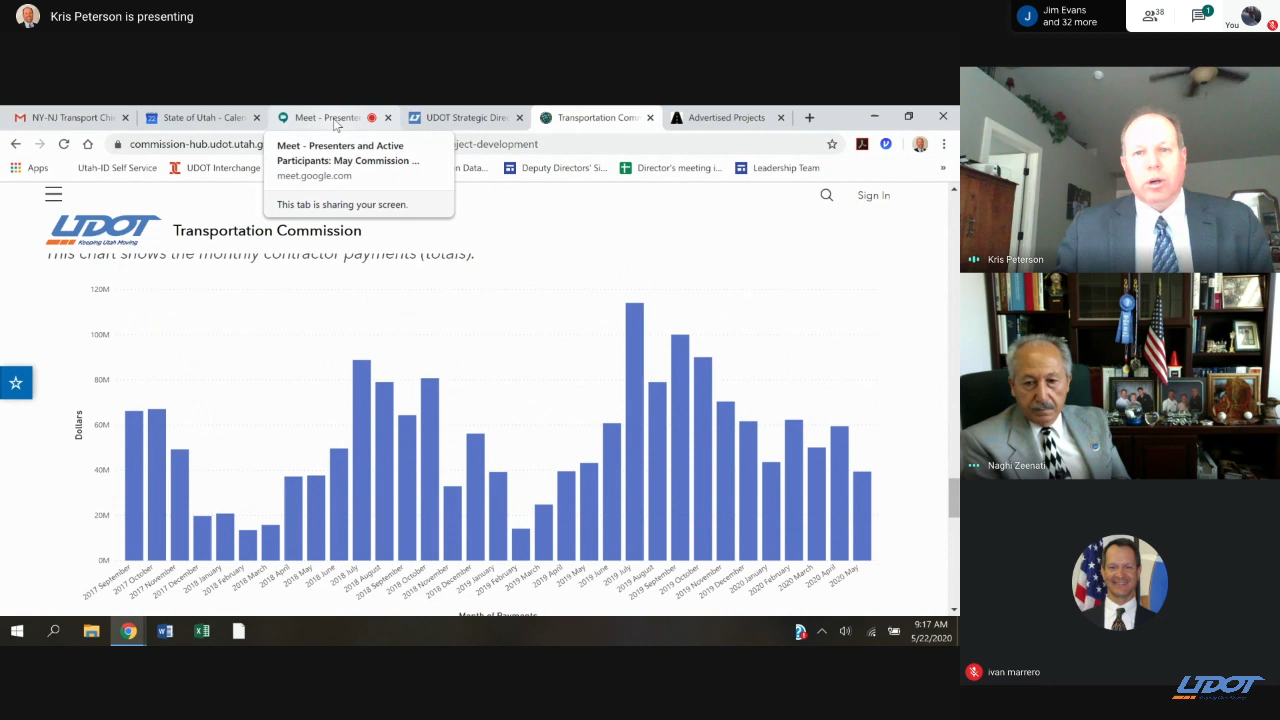 Kris Peterson is presenting
Jim Evans
and 32 more
38
1
You
NY-NJ Transport Chi
State of Utah - Calen
Meet - Presenter
UDOT Strategic Direc
Transportation Comm
Advertised Projects
commission-hub.udot.utah.g
ject-development
Apps
Utah-ID Self Service
UDOT Interchange
n Data...
Deputy Directors' Si...
Director's meeting i...
Leadership Team
»
Meet - Presenters and Active
Participants: May Commission ...
meet.google.com
This tab is sharing your screen.
Sign In
UDOT
Keeping Utah Moving
Transportation Commission
This chart shows the monthly contractor payments (totals).
120M
100M
80M
60M
40M
20M
0M
Dollars
2017 September
2017 October
2017 November
2017 December
2018 January
2018 February
2018 March
2018 April
2018 May
2018 June
2018 July
2018 August
2018 September
2018 October
2018 November
2018 December
2019 January
2019 February
2019 March
2019 April
2019 May
2019 June
2019 July
2019 August
2019 September
2019 October
2019 November
2019 December
2020 January
2020 February
2020 March
2020 April
2020 May
Month of Payments
9:17 AM
5/22/2020
Kris Peterson
Naghi Zeenati
ivan marrero
UDOT